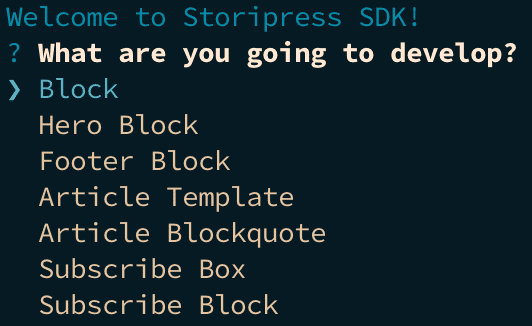 Welcome to Storipress SDK!
? What are you going to develop?
❯ Block
Hero Block
Footer Block
Article Template
Article Blockquote
Subscribe Box
Subscribe Block